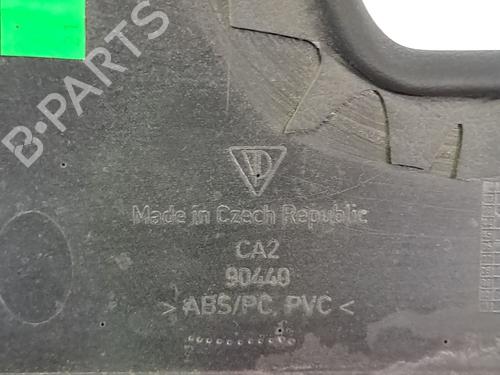 B-PARTS
Made in Czech Republic
CA2
90440
> ABS/PC, PVC <